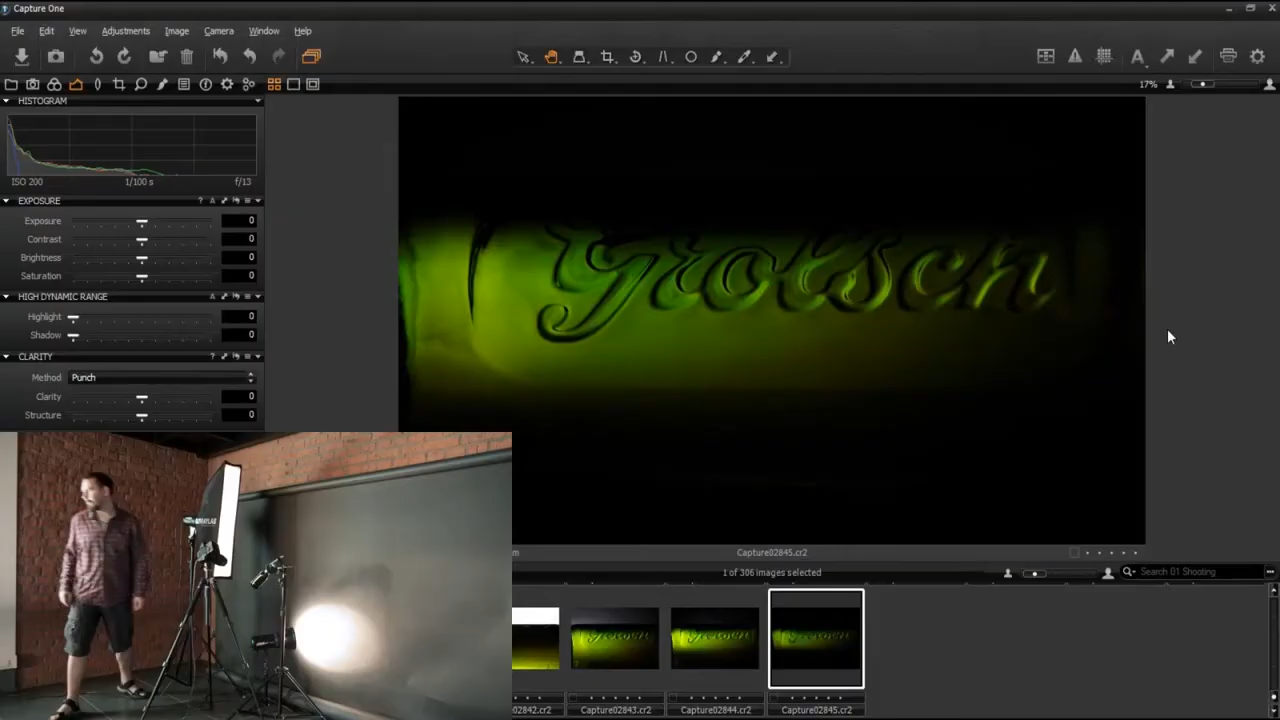 Capture One
File Edit View Adjustments Image Camera Window Help
17%
HISTOGRAM
ISO 200 1/100 s f/13
EXPOSURE
Exposure 0
Contrast 0
Brightness 0
Saturation 0
HIGH DYNAMIC RANGE
Highlight 0
Shadow 0
CLARITY
Method Punch
Clarity 0
Structure 0
Grolsch
Capture02845.cr2
1 of 306 images selected
Search 01 Shooting
Capture02843.cr2 Capture02844.cr2 Capture02845.cr2